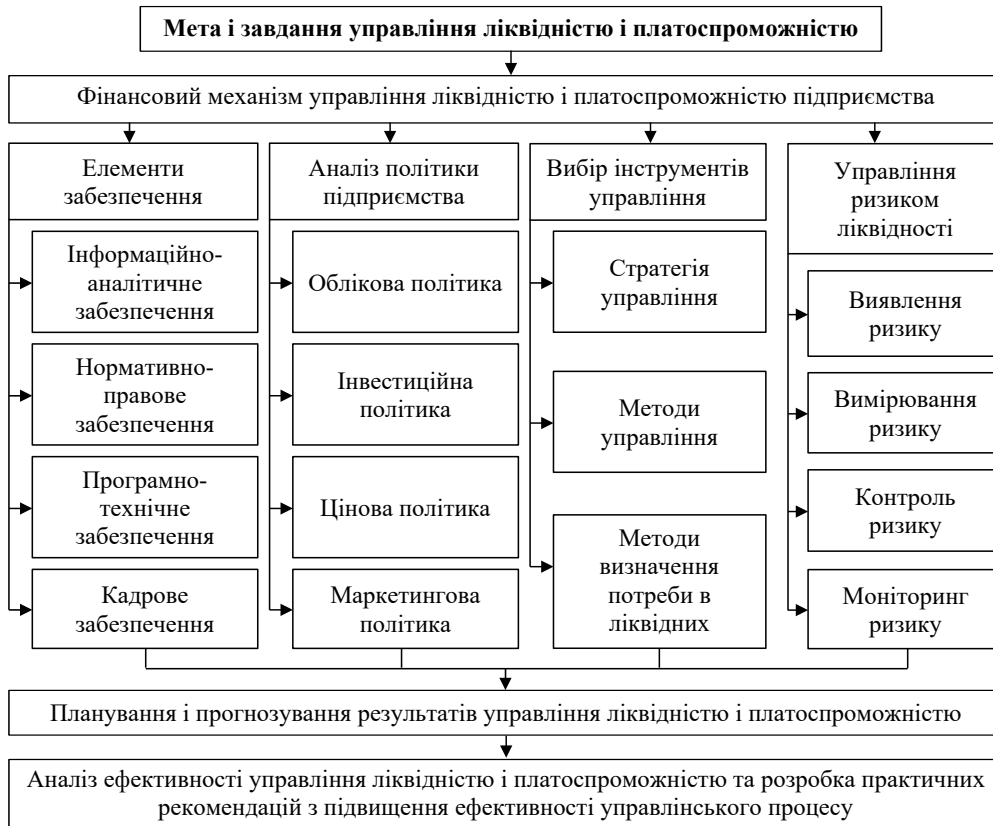 Мета і завдання управління ліквідністю і платоспроможністю
Фінансовий механізм управління ліквідністю і платоспроможністю підприємства
Елементи
забезпечення
Інформаційно-
аналітичне
забезпечення
Нормативно-
правове
забезпечення
Програмно-
технічне
забезпечення
Кадрове
забезпечення
Аналіз політики
підприємства
Облікова політика
Інвестиційна
політика
Цінова політика
Маркетингова
політика
Вибір інструментів
управління
Стратегія
управління
Методи
управління
Методи
визначення
потреби в
ліквідних
Управління
ризиком
ліквідності
Виявлення
ризику
Вимірювання
ризику
Контроль
ризику
Моніторинг
ризику
Планування і прогнозування результатів управління ліквідністю і платоспроможністю
Аналіз ефективності управління ліквідністю і платоспроможністю та розробка практичних
рекомендацій з підвищення ефективності управлінського процесу